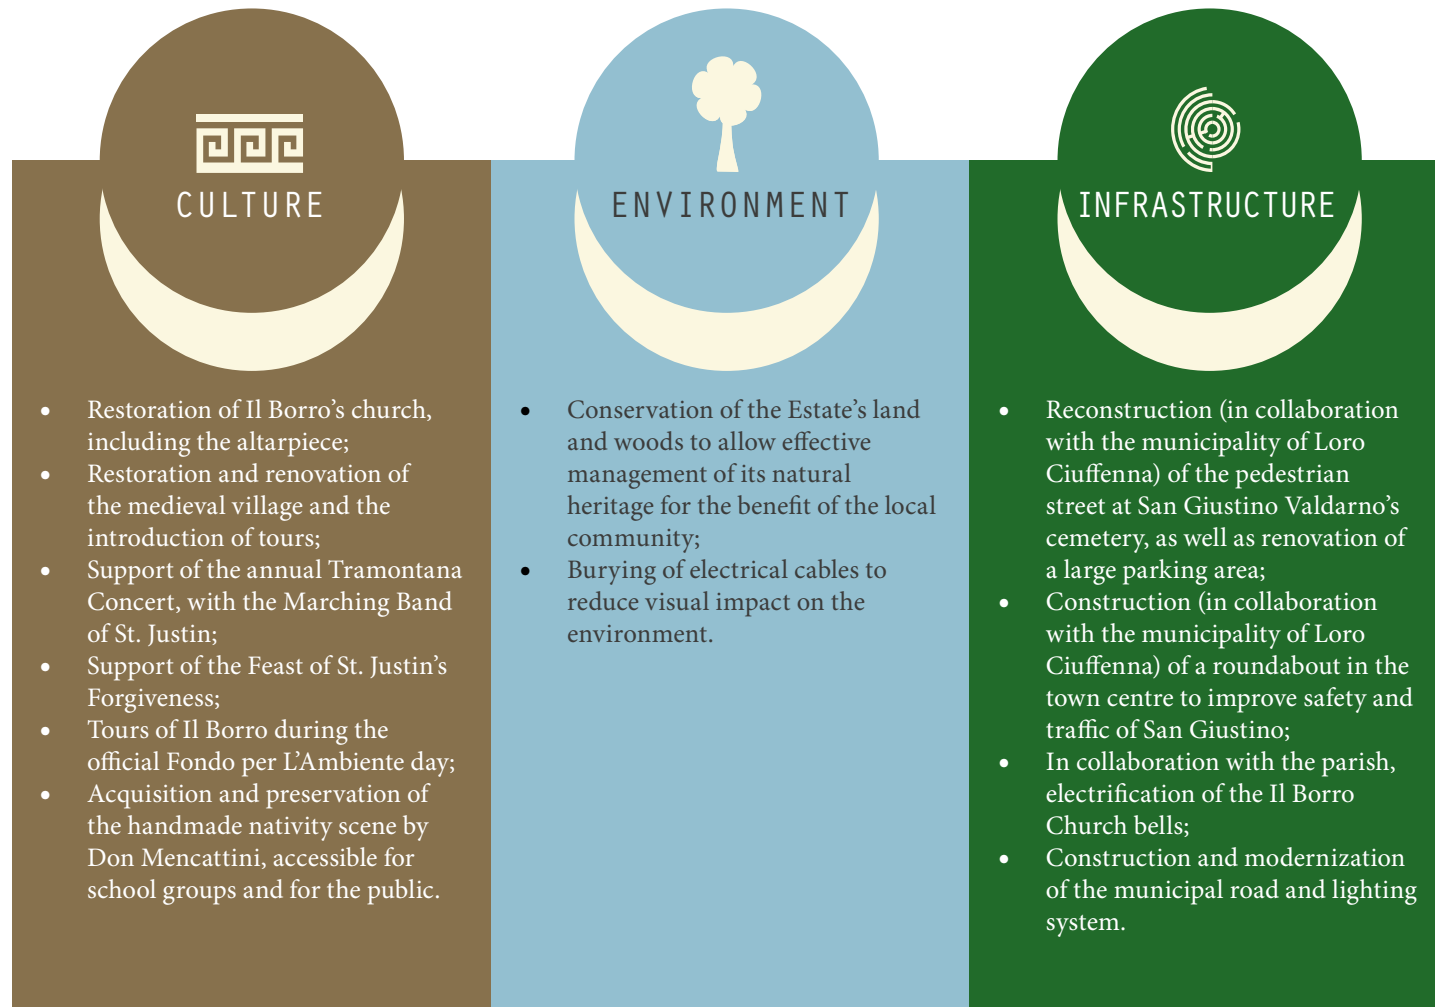 CULTURE
• Restoration of Il Borro’s church,
including the altarpiece;
• Restoration and renovation of
the medieval village and the
introduction of tours;
• Support of the annual Tramontana
Concert, with the Marching Band
of St. Justin;
• Support of the Feast of St. Justin’s
Forgiveness;
• Tours of Il Borro during the
official Fondo per L’Ambiente day;
• Acquisition and preservation of
the handmade nativity scene by
Don Mencattini, accessible for
school groups and for the public.
ENVIRONMENT
• Conservation of the Estate’s land
and woods to allow effective
management of its natural
heritage for the benefit of the local
community;
• Burying of electrical cables to
reduce visual impact on the
environment.
INFRASTRUCTURE
• Reconstruction (in collaboration
with the municipality of Loro
Ciuffenna) of the pedestrian
street at San Giustino Valdarno’s
cemetery, as well as renovation of
a large parking area;
• Construction (in collaboration
with the municipality of Loro
Ciuffenna) of a roundabout in the
town centre to improve safety and
traffic of San Giustino;
• In collaboration with the parish,
electrification of the Il Borro
Church bells;
• Construction and modernization
of the municipal road and lighting
system.